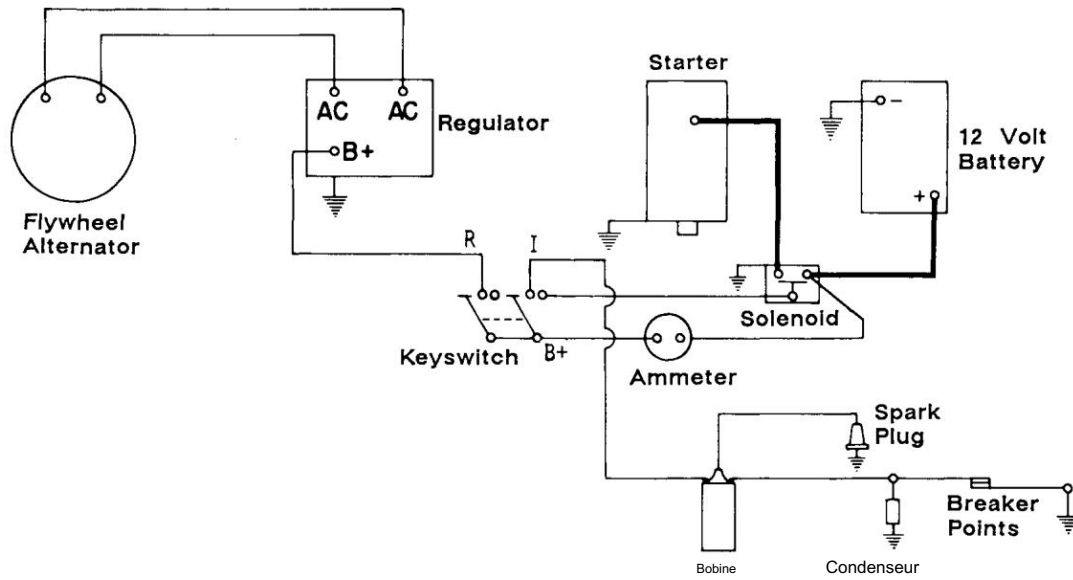 Starter
AC AC
Regulator
B+
-
12 Volt
Battery
+
Flywheel
Alternator
R I
Solenoid
Keyswitch
B+
Ammeter
Spark
Plug
Breaker
Points
Bobine
Condenseur